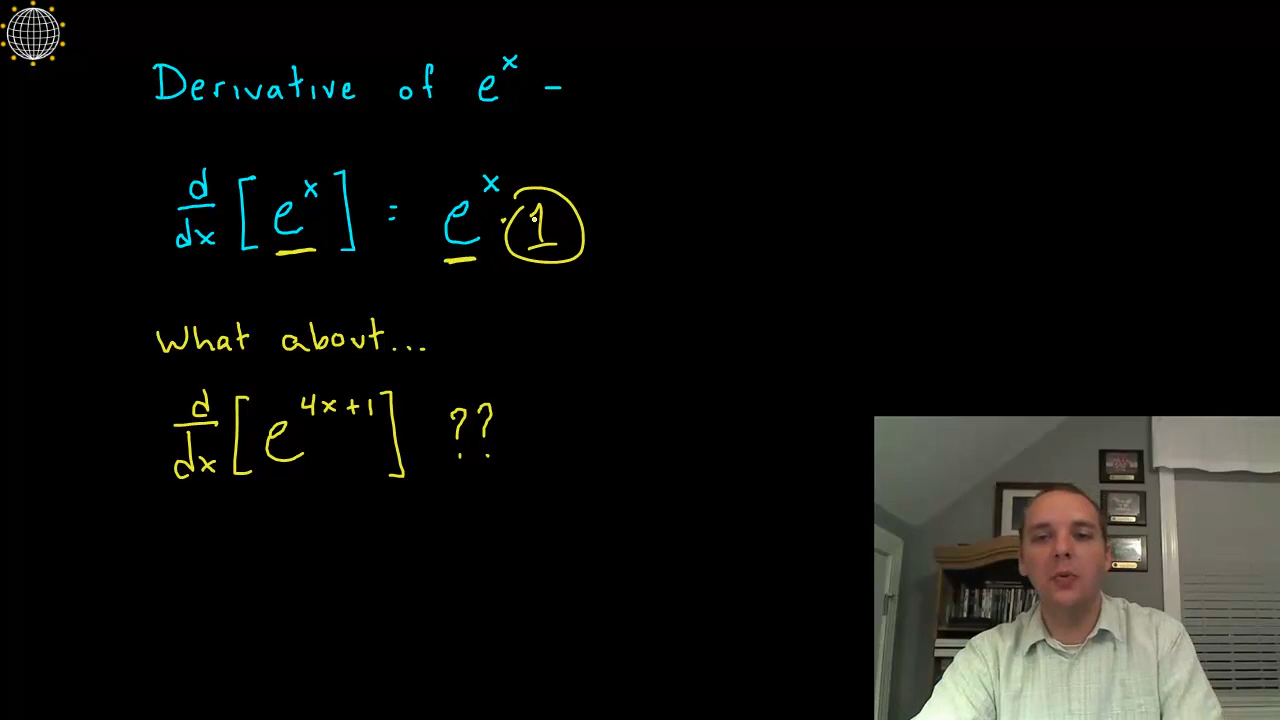 Derivative of e^x -
d/dx [e^x] = e^x · 1
What about...
d/dx [e^4x+1] ??